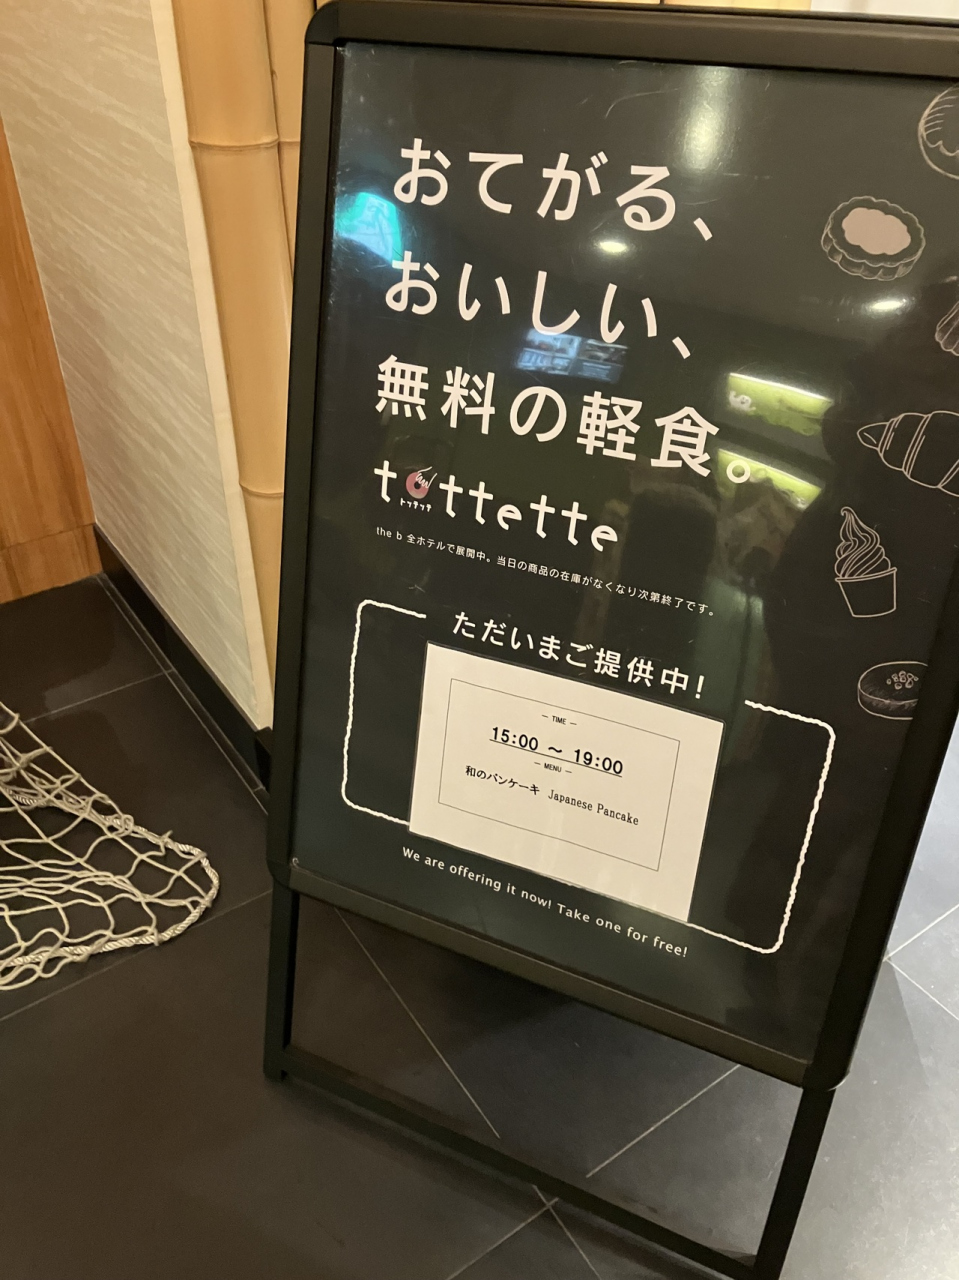 おてがる、
おいしい、
無料の軽食。
tottette
トッテッテ
the b 全ホテルで展開中。当日の商品の在庫がなくなり次第終了です。
ただいまご提供中!
— TIME —
15:00 ～ 19:00
— MENU —
和のパンケーキ Japanese Pancake
We are offering it now! Take one for free!